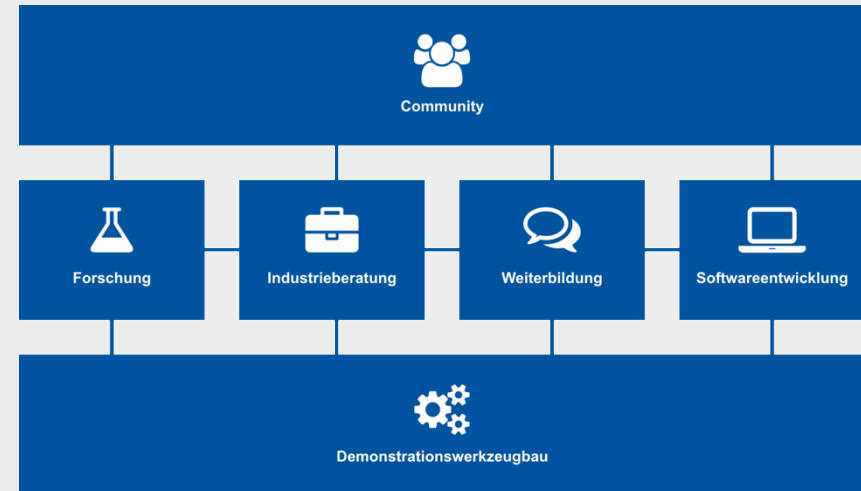 Community
Forschung
Industrieberatung
Weiterbildung
Softwareentwicklung
Demonstrationswerkzeugbau